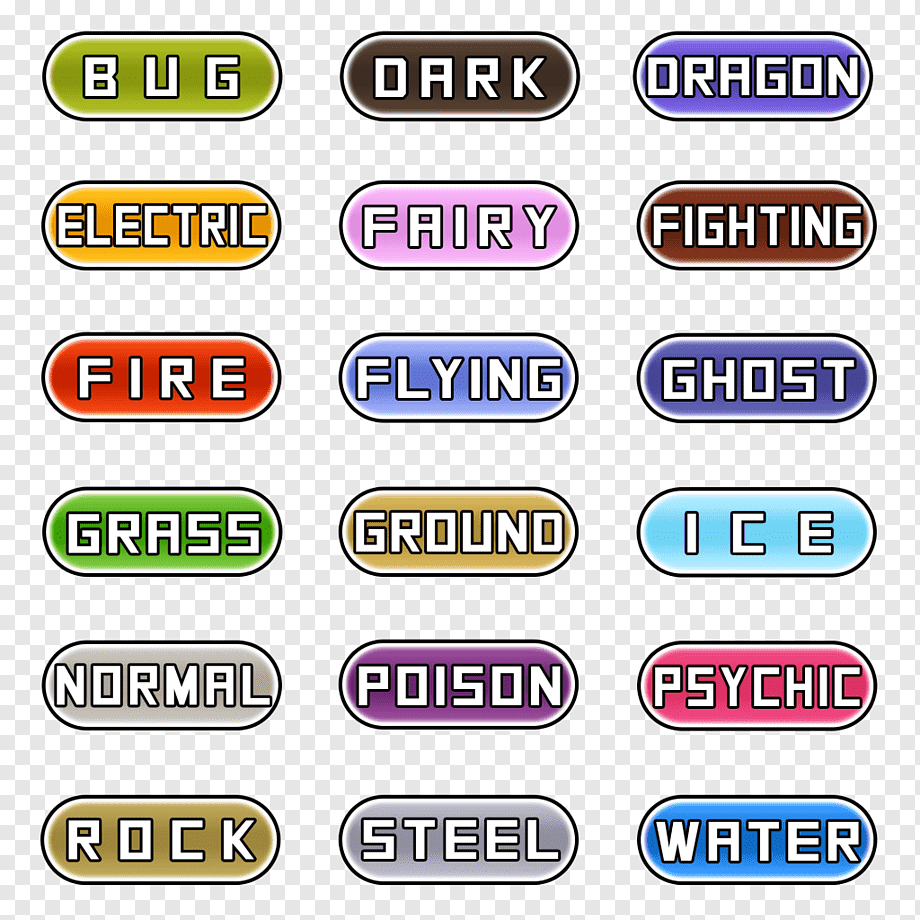 BUG DARK DRAGON
ELECTRIC FAIRY FIGHTING
FIRE FLYING GHOST
GRASS GROUND ICE
NORMAL POISON PSYCHIC
ROCK STEEL WATER